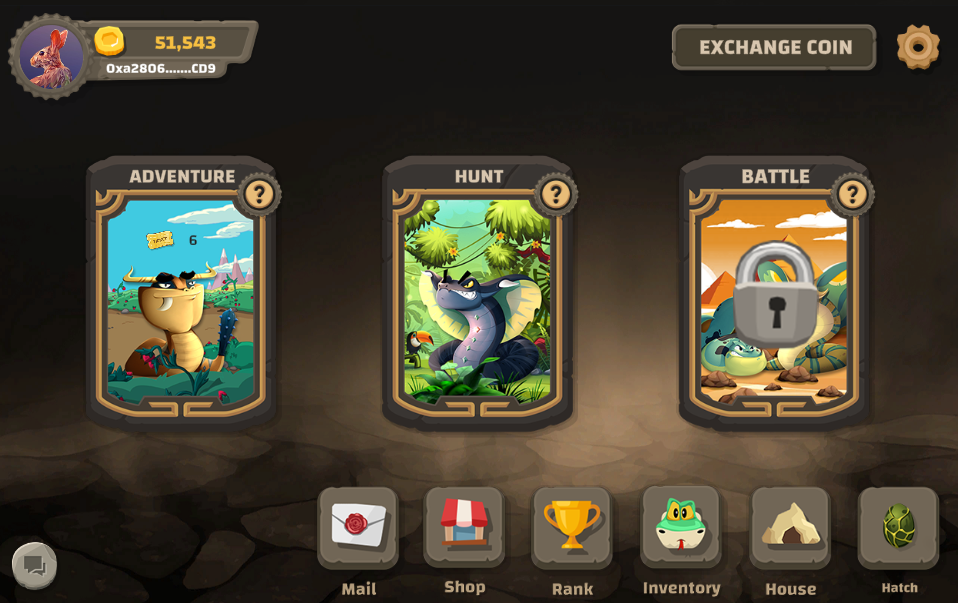 51,543
0xa2806.......CD9
EXCHANGE COIN
ADVENTURE
?
HUNT
?
BATTLE
?
6
Mail
Shop
Rank
Inventory
House
Hatch